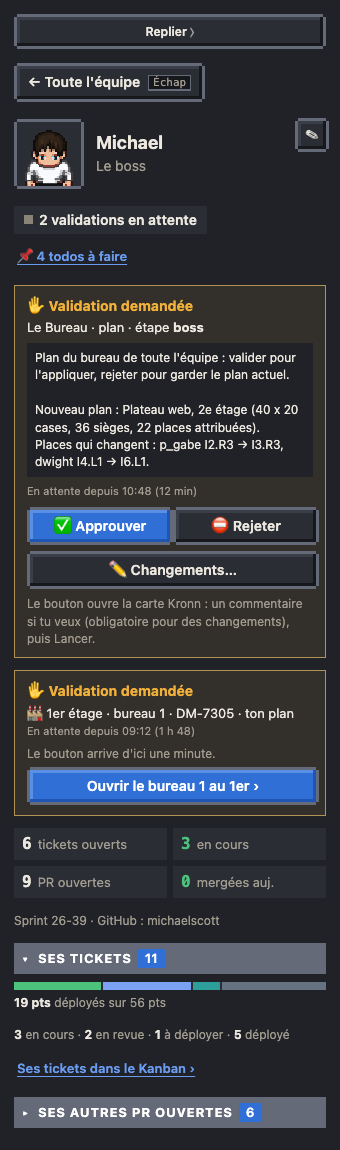 Replier ›
← Toute l'équipe Échap
Michael
Le boss
2 validations en attente
📌 4 todos à faire
✋ Validation demandée
Le Bureau · plan · étape boss
Plan du bureau de toute l'équipe : valider pour
l'appliquer, rejeter pour garder le plan actuel.
Nouveau plan : Plateau web, 2e étage (40 x 20
cases, 36 sièges, 22 places attribuées).
Places qui changent : p_gabe I2.R3 → I3.R3,
dwight I4.L1 → I6.L1.
En attente depuis 10:48 (12 min)
✅ Approuver ⛔ Rejeter
✏️ Changements...
Le bouton ouvre la carte Kronn : un commentaire
si tu veux (obligatoire pour des changements),
puis Lancer.
✋ Validation demandée
🏭 1er étage · bureau 1 · DM-7305 · ton plan
En attente depuis 09:12 (1 h 48)
Le bouton arrive d'ici une minute.
Ouvrir le bureau 1 au 1er ›
6 tickets ouverts 3 en cours
9 PR ouvertes 0 mergées auj.
Sprint 26-39 · GitHub : michaelscott
▾ SES TICKETS 11
19 pts déployés sur 56 pts
3 en cours · 2 en revue · 1 à déployer · 5 déployé
Ses tickets dans le Kanban ›
▸ SES AUTRES PR OUVERTES 6